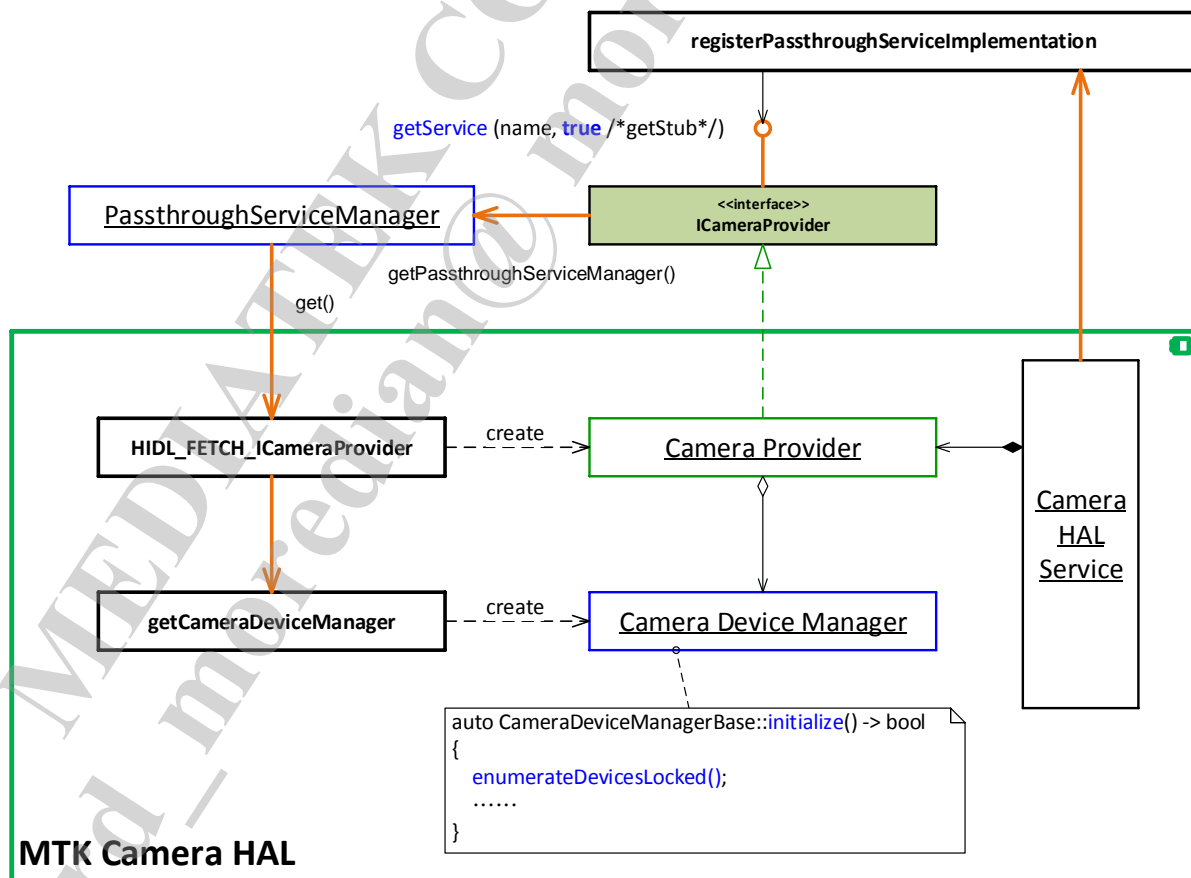 registerPassthroughServiceImplementation
getService (name, true /*getStub*/)
PassthroughServiceManager
<<interface>>
ICameraProvider
getPassthroughServiceManager()
get()
HIDL_FETCH_ICameraProvider
create
Camera Provider
Camera
HAL
Service
getCameraDeviceManager
create
Camera Device Manager
auto CameraDeviceManagerBase::initialize() -> bool
{
enumerateDevicesLocked();
······
}
MTK Camera HAL
MEDIATEK